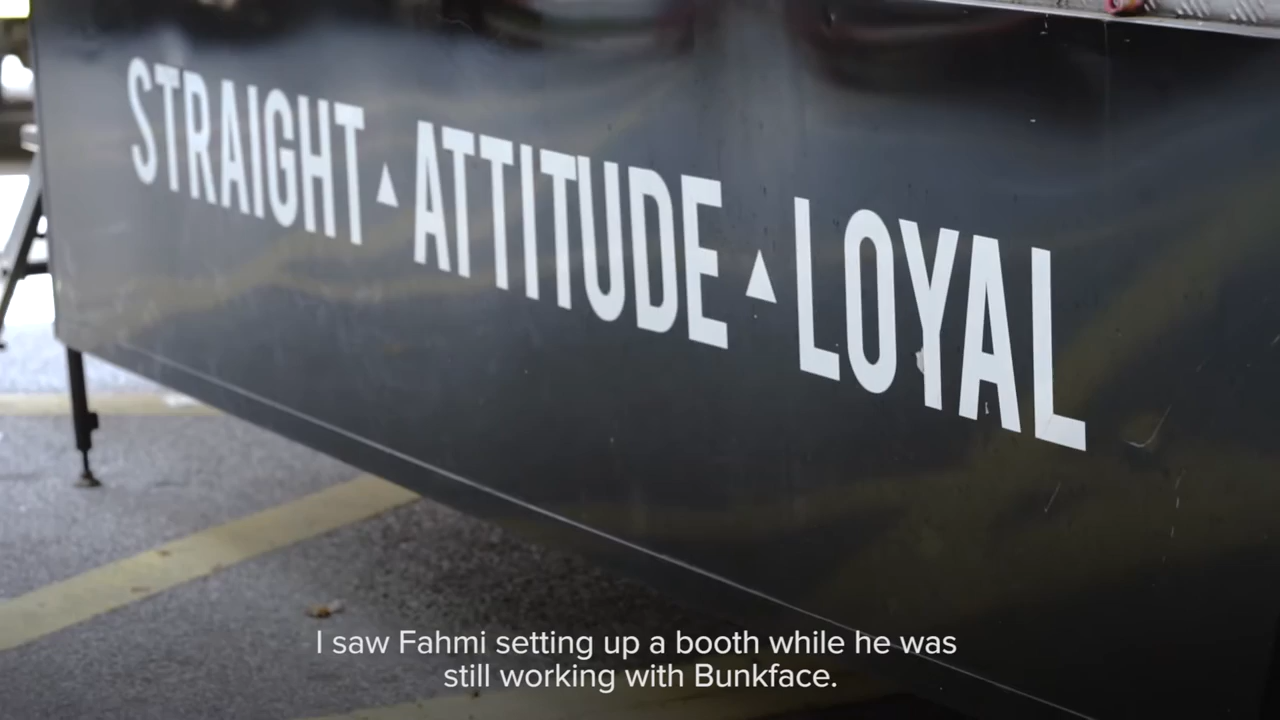 STRAIGHT ▲ ATTITUDE ▲ LOYAL
I saw Fahmi setting up a booth while he was
still working with Bunkface.